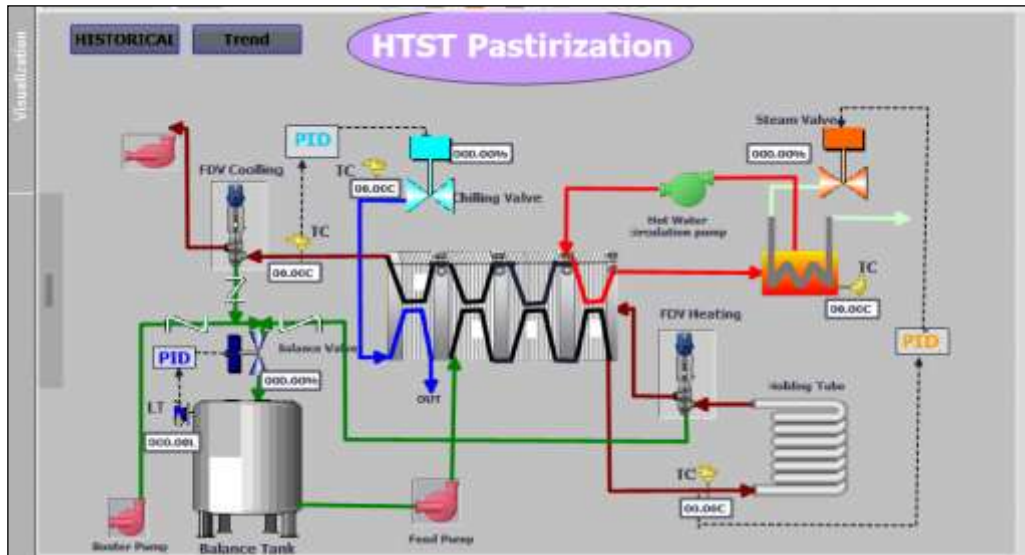 Visualization
HISTORICAL
Trend
HTST Pastirization
PID
FDV Coolling
TC
00.00C
000.00%
Chilling Valve
TC
00.00C
Steam Valve
000.00%
Hot Water
circulation pump
TC
00.00C
FDV Heating
PID
Balance Valve
PID
000.00%
LT
000.00L
OUT
Holding Tube
TC
00.00C
Buster Pump
Balance Tank
Feed Pump